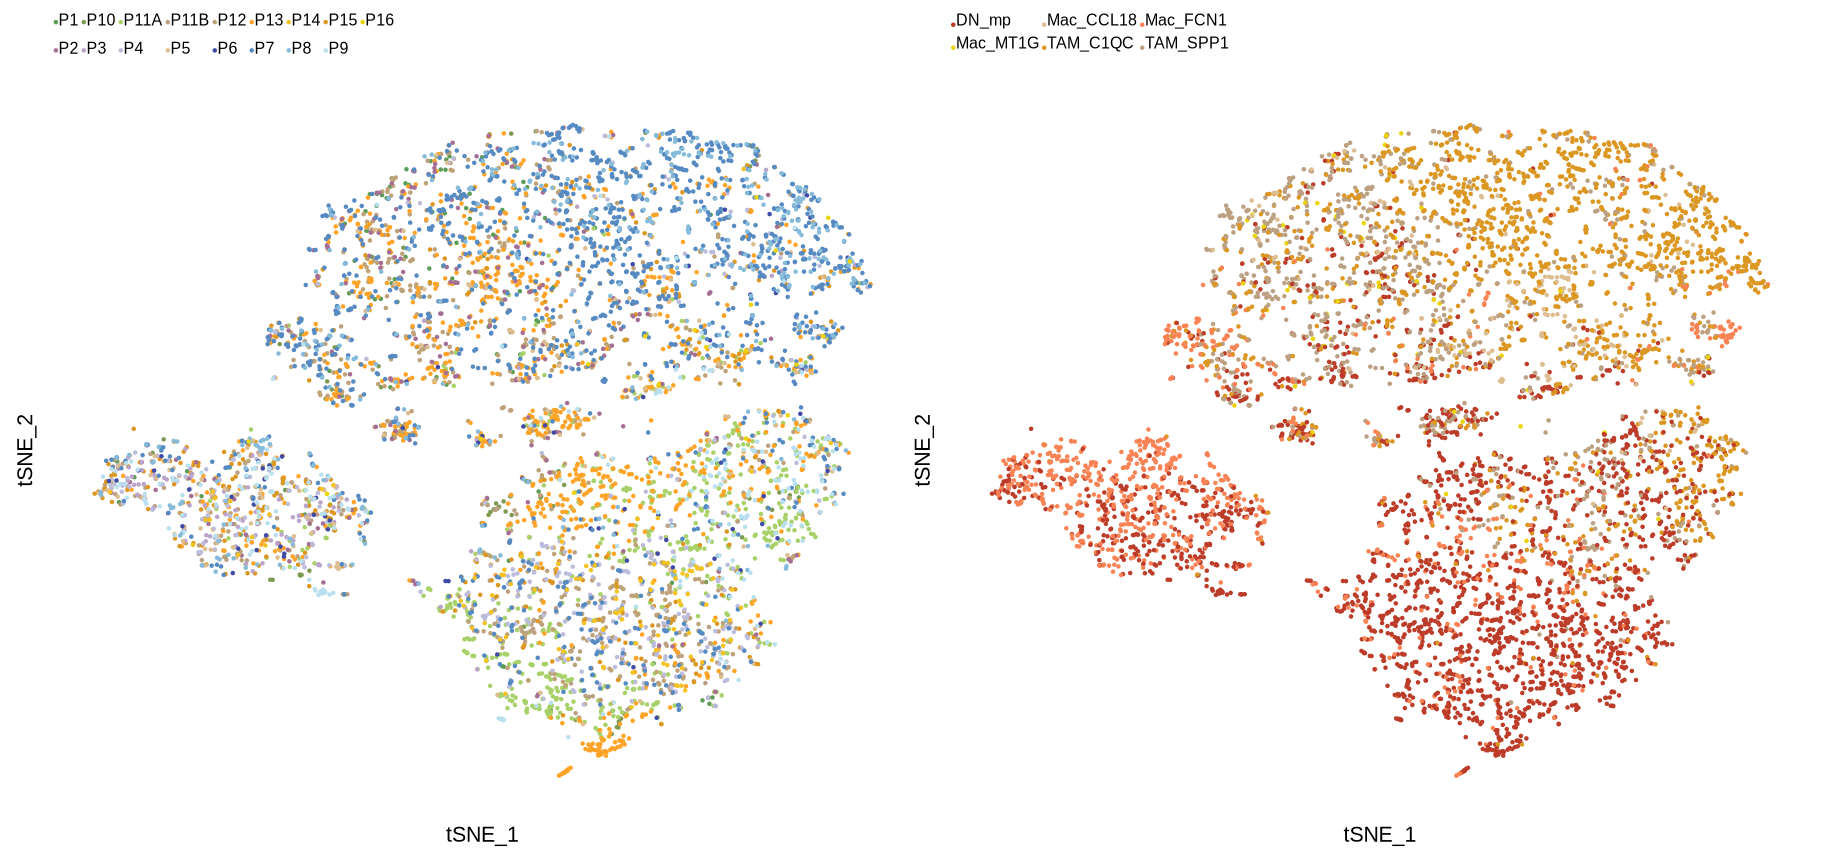 P1 P10 P11A P11B P12 P13 P14 P15 P16
P2 P3 P4 P5 P6 P7 P8 P9
DN_mp Mac_CCL18 Mac_FCN1
Mac_MT1G TAM_C1QC TAM_SPP1
tSNE_2
tSNE_1
tSNE_2
tSNE_1